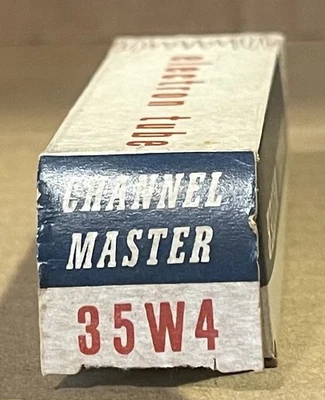 electron tube
CHANNEL
MASTER
35W4